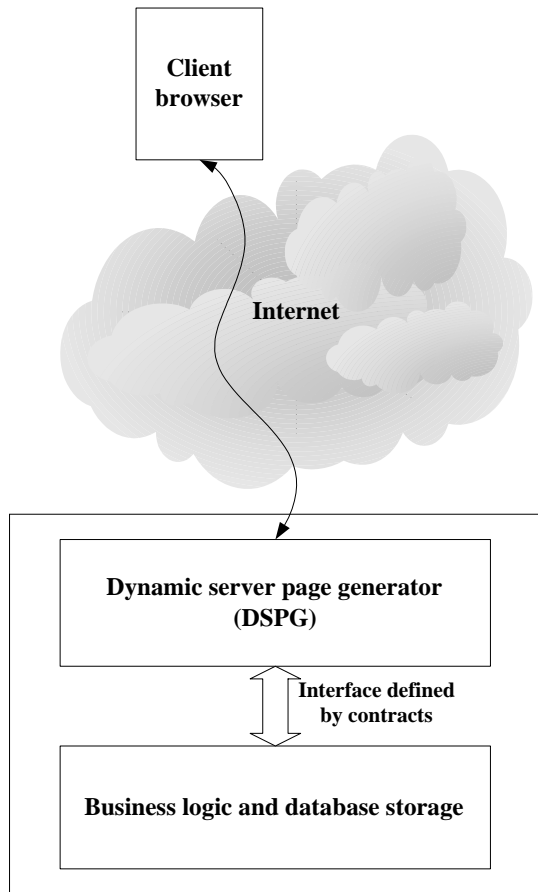 Client
browser
Internet
Dynamic server page generator
(DSPG)
Interface defined
by contracts
Business logic and database storage